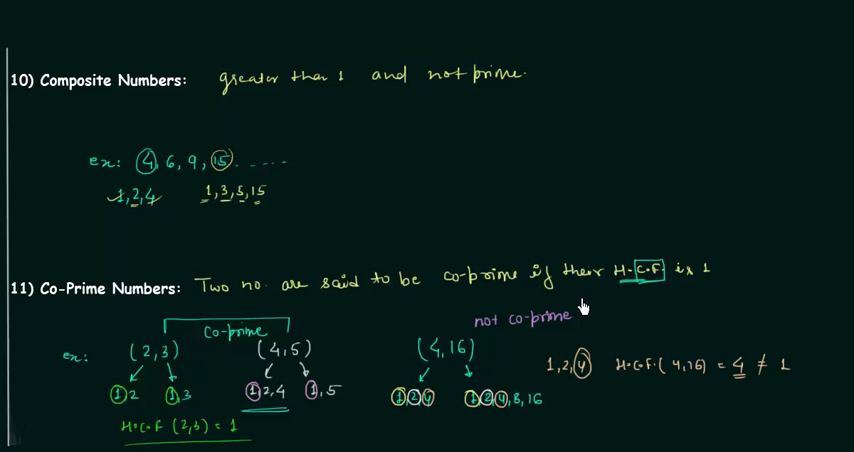 10) Composite Numbers: greater than 1 and not prime.
ex: 4, 6, 9, 15 . . . . . .
1, 2, 4 1, 3, 5, 15
11) Co-Prime Numbers: Two no. are said to be co-prime if their H.C.F. is 1
co-prime not co-prime
ex: (2, 3) (4, 5) (4, 16) 1, 2, 4 H.C.F. (4, 16) = 4 ≠ 1
1, 2 1, 3 1, 2, 4 1, 5 1, 2, 4 1, 2, 4, 8, 16
H.C.F (2, 3) = 1